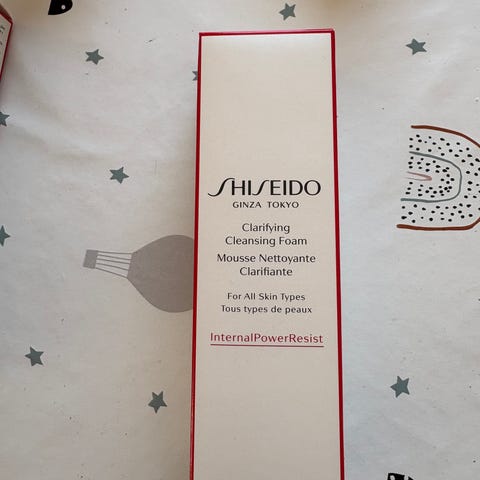 SHISEIDO
GINZA TOKYO
Clarifying
Cleansing Foam
Mousse Nettoyante
Clarifiante
For All Skin Types
Tous types de peaux
InternalPowerResist